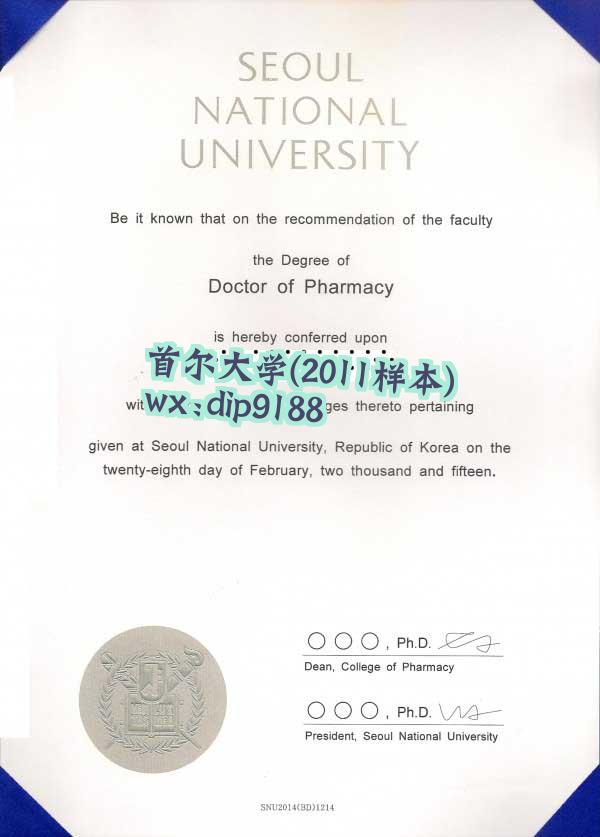 SEOUL
NATIONAL
UNIVERSITY
Be it known that on the recommendation of the faculty
the Degree of
Doctor of Pharmacy
is hereby conferred upon
首尔大学(2011样本)
wx:dip9188
thereto pertaining
given at Seoul National University, Republic of Korea on the
twenty-eighth day of February, two thousand and fifteen.
○○○, Ph.D.
Dean, College of Pharmacy
○○○, Ph.D.
President, Seoul National University
SNU2014(BD)1214